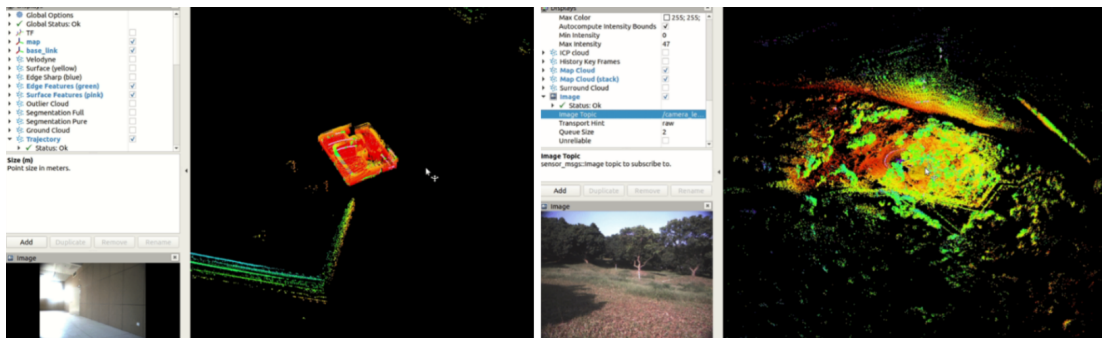 Displays
Global Options
Global Status: Ok
TF
map
base_link
Velodyne
Surface (yellow)
Edge Sharp (blue)
Edge Features (green)
Surface Features (pink)
Outlier Cloud
Segmentation Full
Segmentation Pure
Ground Cloud
Trajectory
Status: Ok
Size (m)
Point size in meters.
Add Duplicate Remove Rename
Image
Displays
Max Color 255; 255;
Autocompute Intensity Bounds
Min Intensity 0
Max Intensity 47
ICP cloud
History Key Frames
Map Cloud
Map Cloud (stack)
Surround Cloud
Image
Status: Ok
Image Topic /camera_le...
Transport Hint raw
Queue Size 2
Unreliable
Image Topic
sensor_msgs::Image topic to subscribe to.
Add Duplicate Remove Rename
Image